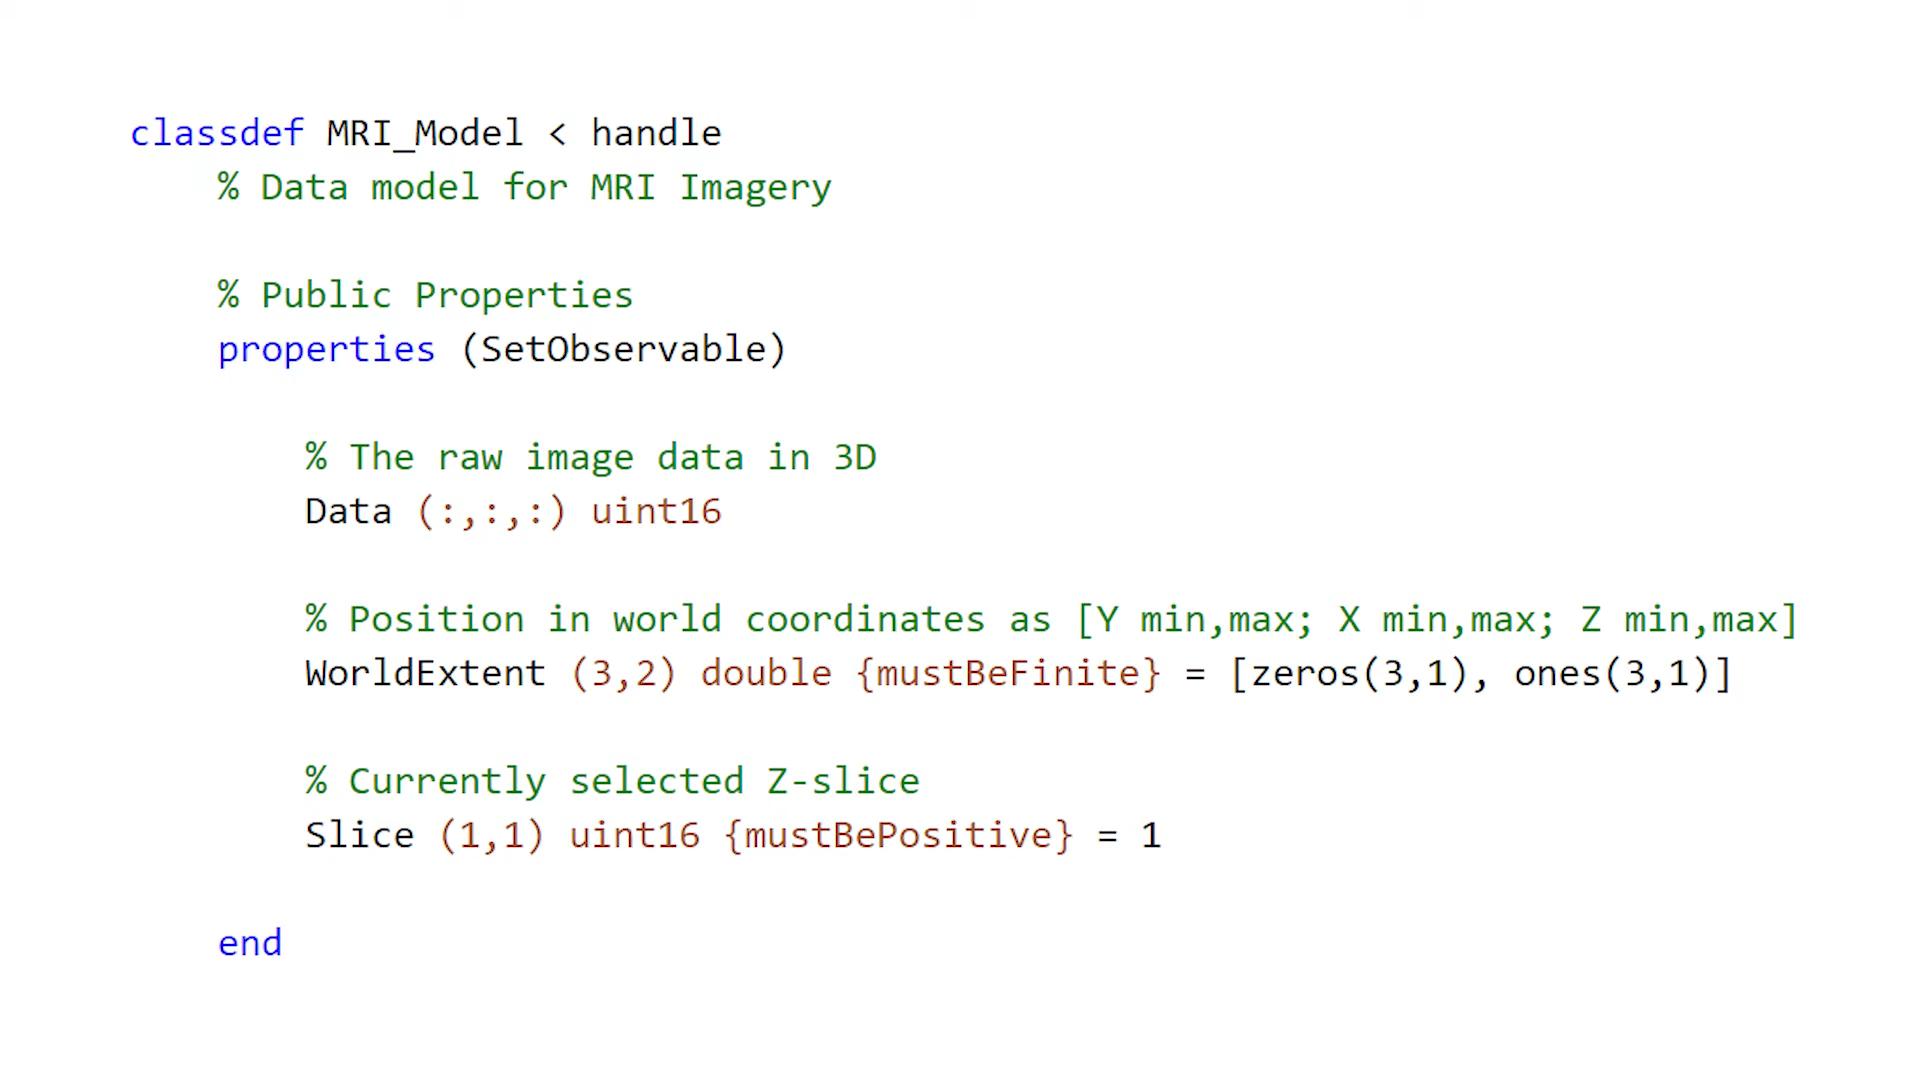 classdef MRI_Model < handle
% Data model for MRI Imagery
% Public Properties
properties (SetObservable)
% The raw image data in 3D
Data (:,:,:) uint16
% Position in world coordinates as [Y min,max; X min,max; Z min,max]
WorldExtent (3,2) double {mustBeFinite} = [zeros(3,1), ones(3,1)]
% Currently selected Z-slice
Slice (1,1) uint16 {mustBePositive} = 1
end